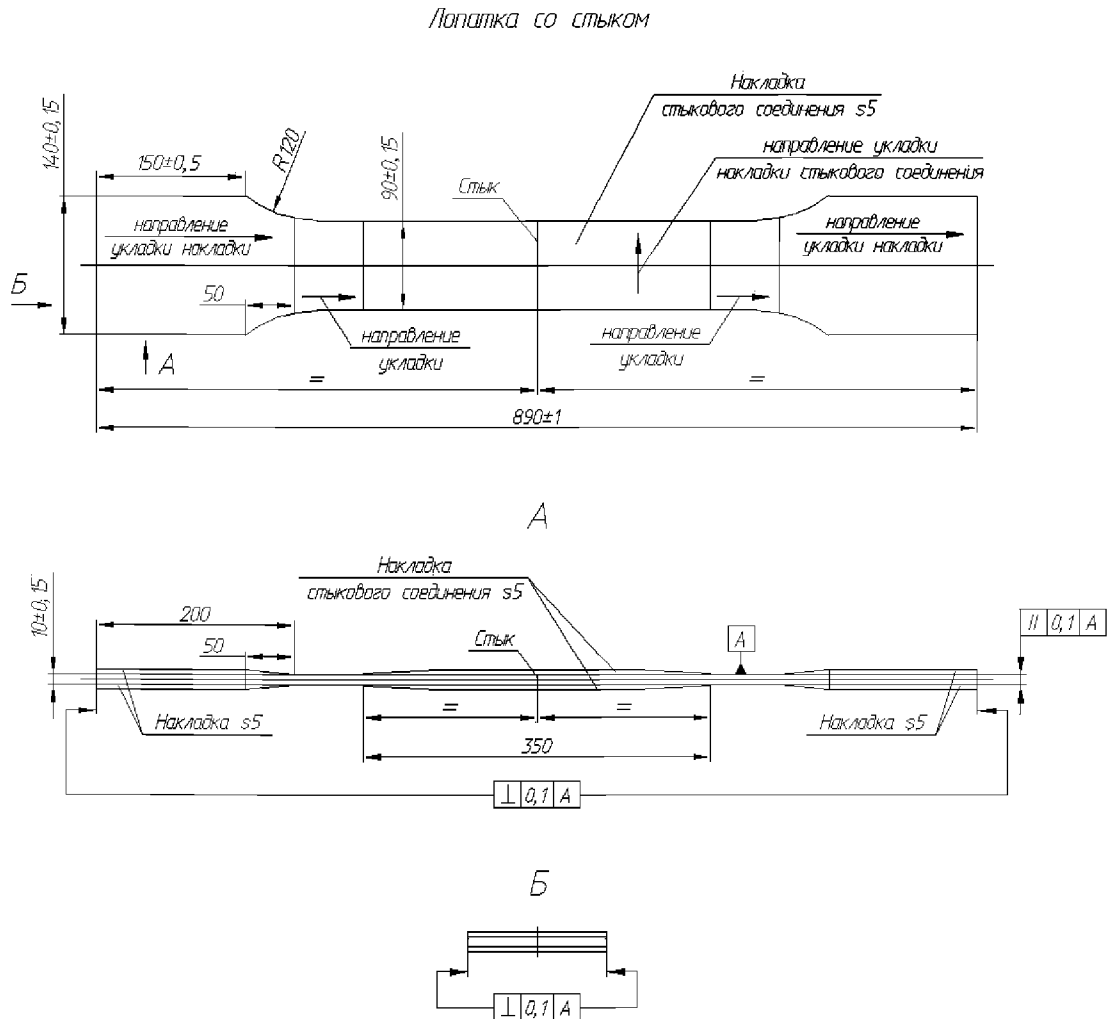 Лопатка со стыком
Накладка
стыкового соединения s5
направление укладки
накладки стыкового соединения
140±0,15
150±0,5
R120
90±0,15
Стык
направление
укладки накладки
направление
укладки накладки
Б
50
направление
укладки
направление
укладки
А
=
=
890±1
А
Накладка
стыкового соединения s5
10±0,15
200
50
Стык
А
// 0,1 А
Накладка s5
=
=
Накладка s5
350
⊥ 0,1 А
Б
⊥ 0,1 А